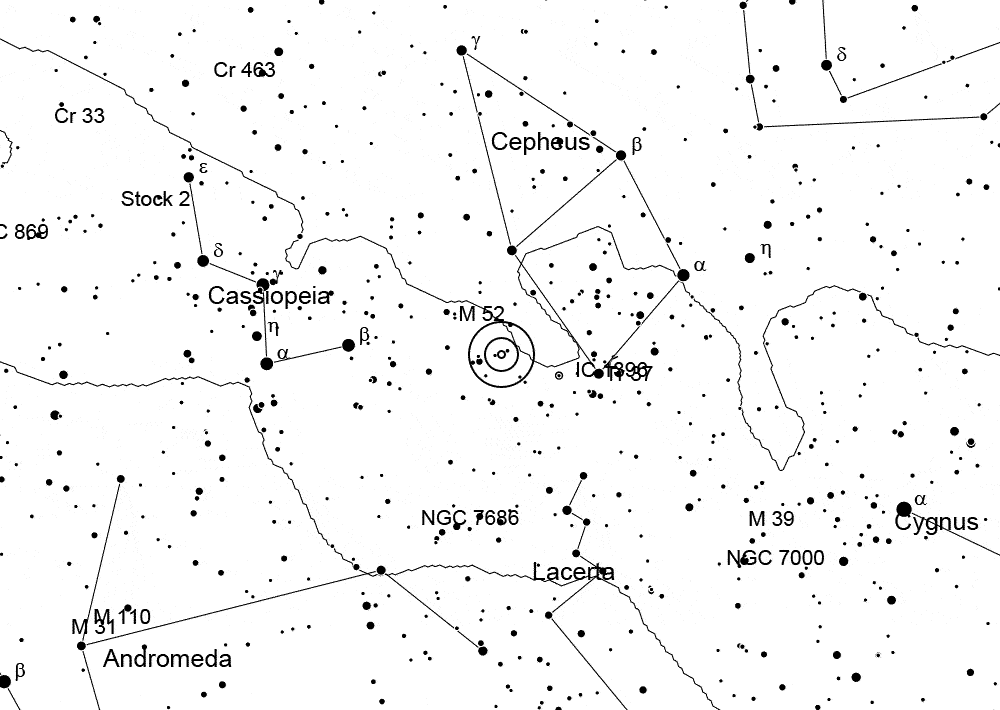 γ
δ
Cr 463
Cr 33
Cepheus
β
ε
Stock 2
C 869
δ
η
α
γ
Cassiopeia
M 52
η
β
α
IC 1396
Tr 37
α
NGC 7686
M 39
Cygnus
NGC 7000
Lacerta
M 110
M 31
Andromeda
β